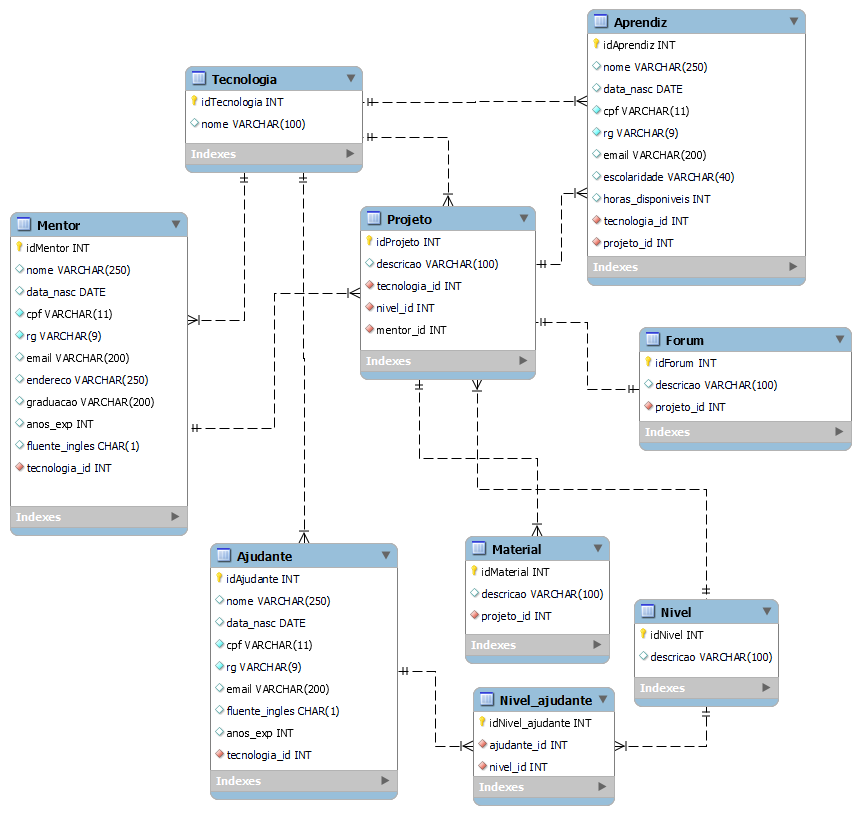 Aprendiz
idAprendiz INT
nome VARCHAR(250)
data_nasc DATE
cpf VARCHAR(11)
rg VARCHAR(9)
email VARCHAR(200)
escolaridade VARCHAR(40)
horas_disponiveis INT
tecnologia_id INT
projeto_id INT
Indexes
Tecnologia
idTecnologia INT
nome VARCHAR(100)
Indexes
Mentor
idMentor INT
nome VARCHAR(250)
data_nasc DATE
cpf VARCHAR(11)
rg VARCHAR(9)
email VARCHAR(200)
endereco VARCHAR(250)
graduacao VARCHAR(200)
anos_exp INT
fluente_ingles CHAR(1)
tecnologia_id INT
Indexes
Projeto
idProjeto INT
descricao VARCHAR(100)
tecnologia_id INT
nivel_id INT
mentor_id INT
Indexes
Forum
idForum INT
descricao VARCHAR(100)
projeto_id INT
Indexes
Ajudante
idAjudante INT
nome VARCHAR(250)
data_nasc DATE
cpf VARCHAR(11)
rg VARCHAR(9)
email VARCHAR(200)
fluente_ingles CHAR(1)
anos_exp INT
tecnologia_id INT
Indexes
Material
idMaterial INT
descricao VARCHAR(100)
projeto_id INT
Indexes
Nivel
idNivel INT
descricao VARCHAR(100)
Indexes
Nivel_ajudante
idNivel_ajudante INT
ajudante_id INT
nivel_id INT
Indexes